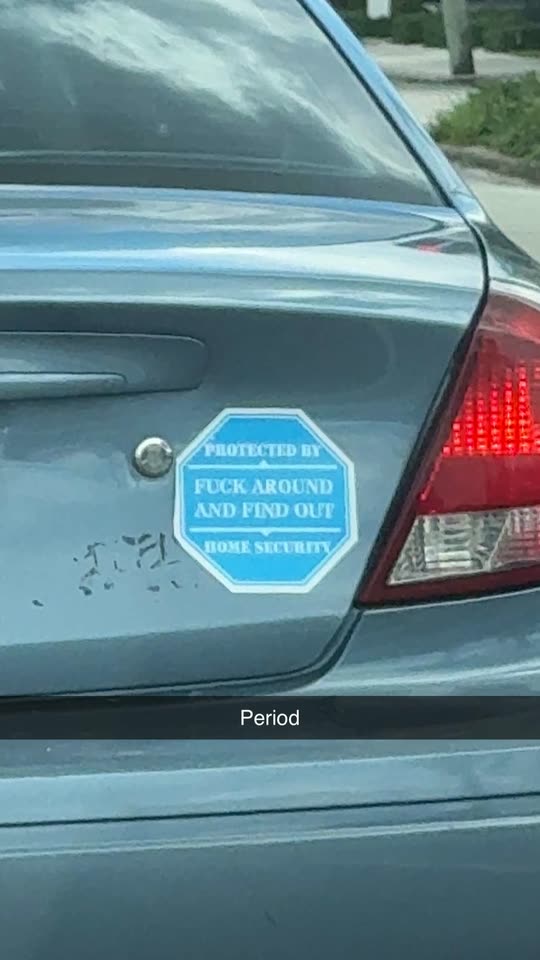 PROTECTED BY
FUCK AROUND
AND FIND OUT
HOME SECURITY
Period